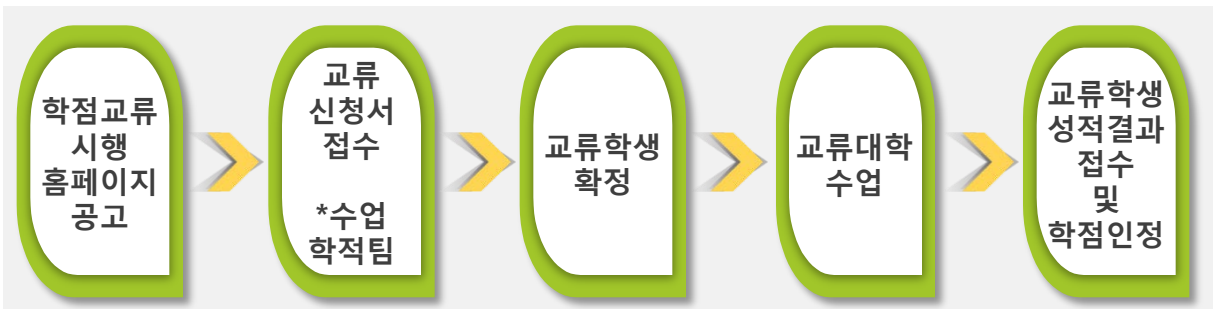 학점교류
시행
홈페이지
공고
교류
신청서
접수
*수업
학적팀
교류학생
확정
교류대학
수업
교류학생
성적결과
접수
및
학점인정